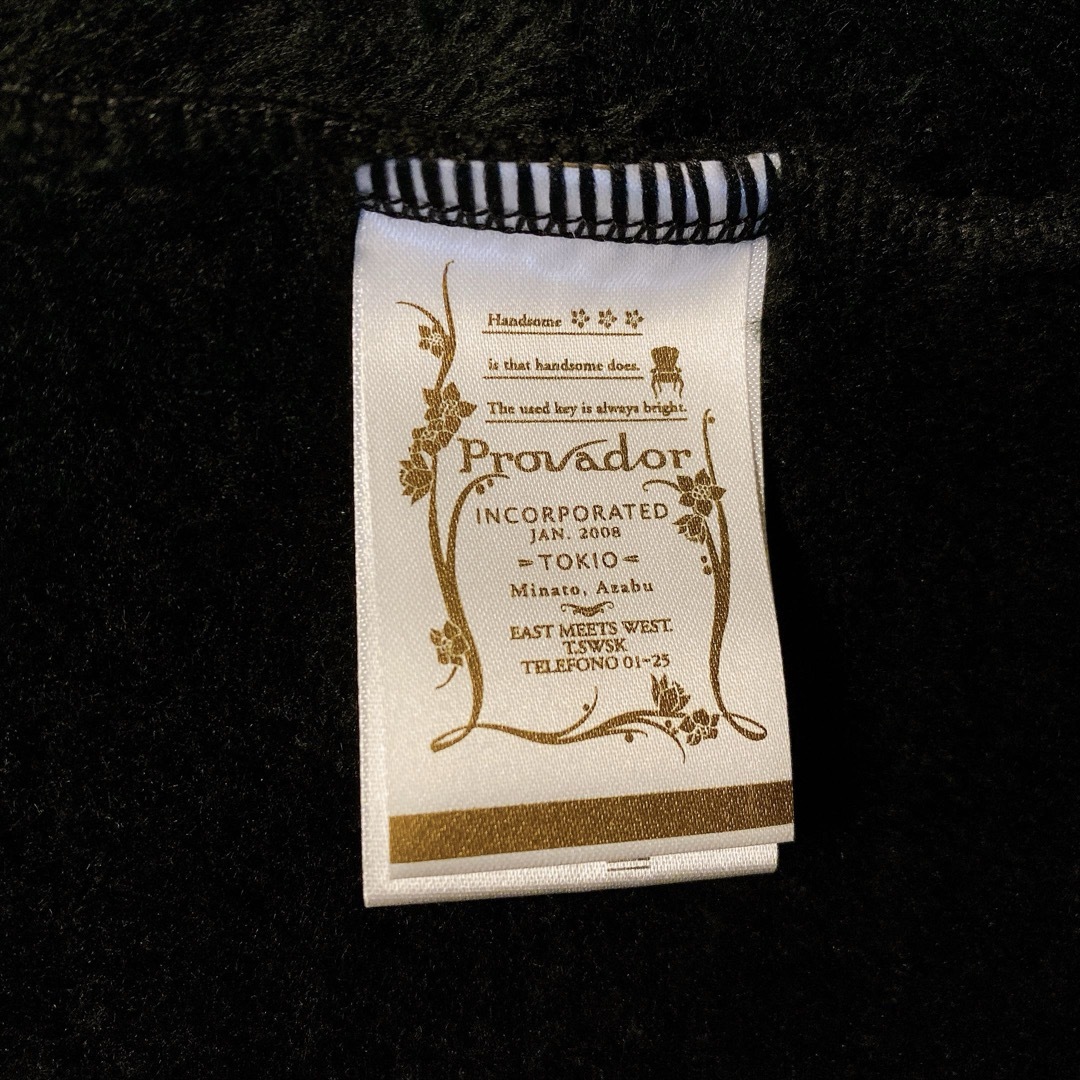 Handsome
is that handsome does.
The used key is always bright.
Provador
INCORPORATED
JAN. 2008
TOKIO
Minato, Azabu
EAST MEETS WEST.
T.SWSK
TELEFONO 01-25